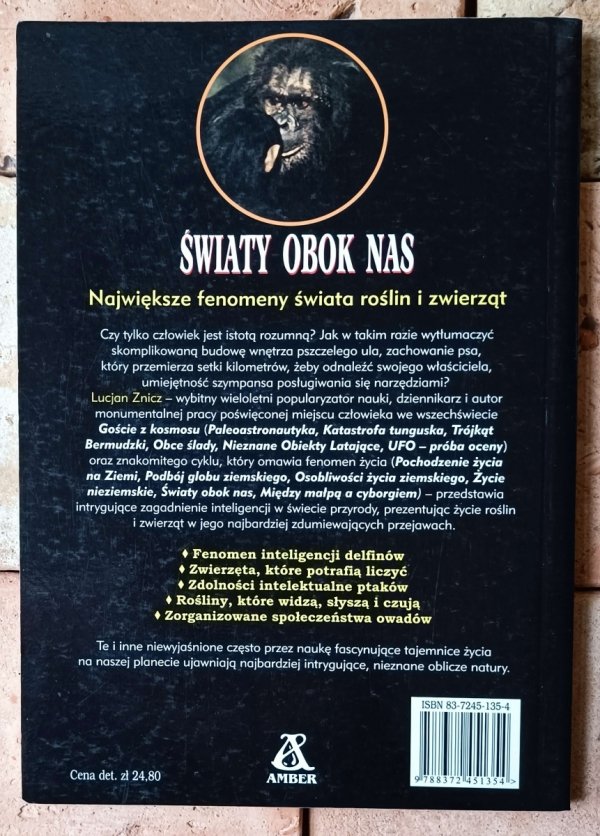 ŚWIATY OBOK NAS
Największe fenomeny świata roślin i zwierząt
Czy tylko człowiek jest istotą rozumną? Jak w takim razie wytłumaczyć
skomplikowaną budowę wnętrza pszczelego ula, zachowanie psa,
który przemierza setki kilometrów, żeby odnaleźć swojego właściciela,
umiejętność szympansa posługiwania się narzędziami?
Lucjan Znicz – wybitny wieloletni popularyzator nauki, dziennikarz i autor
monumentalnej pracy poświęconej miejscu człowieka we wszechświecie
Goście z kosmosu (Paleoastronautyka, Katastrofa tunguska, Trójkąt
Bermudzki, Obce ślady, Nieznane Obiekty Latające, UFO – próba oceny)
oraz znakomitego cyklu, który omawia fenomen życia (Pochodzenie życia
na Ziemi, Podbój globu ziemskiego, Osobliwości życia ziemskiego, Życie
nieziemskie, Światy obok nas, Między małpą a cyborgiem) – przedstawia
intrygujące zagadnienie inteligencji w świecie przyrody, prezentując życie roślin
i zwierząt w jego najbardziej zdumiewających przejawach.
♦ Fenomen inteligencji delfinów
♦ Zwierzęta, które potrafią liczyć
♦ Zdolności intelektualne ptaków
♦ Rośliny, które widzą, słyszą i czują
♦ Zorganizowane społeczeństwa owadów
Te i inne niewyjaśnione często przez naukę fascynujące tajemnice życia
na naszej planecie ujawniają najbardziej intrygujące, nieznane oblicze natury.
ISBN 83-7245-135-4
9 788372 451354 >
AMBER
Cena det. zł 24,80